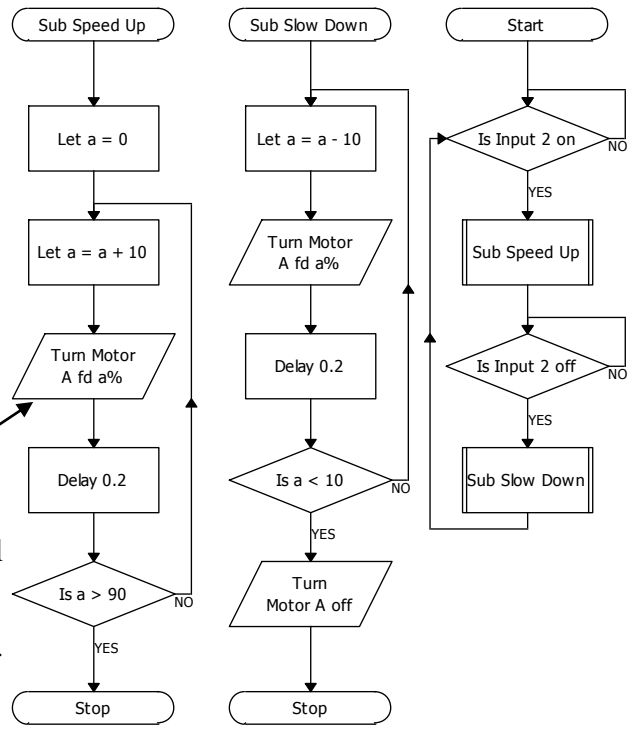 Sub Speed Up
Let a = 0
Let a = a + 10
Turn Motor
A fd a%
Delay 0.2
Is a > 90
NO
YES
Stop
Sub Slow Down
Let a = a - 10
Turn Motor
A fd a%
Delay 0.2
Is a < 10
NO
YES
Turn
Motor A off
Stop
Start
Is Input 2 on
NO
YES
Sub Speed Up
Is Input 2 off
NO
YES
Sub Slow Down